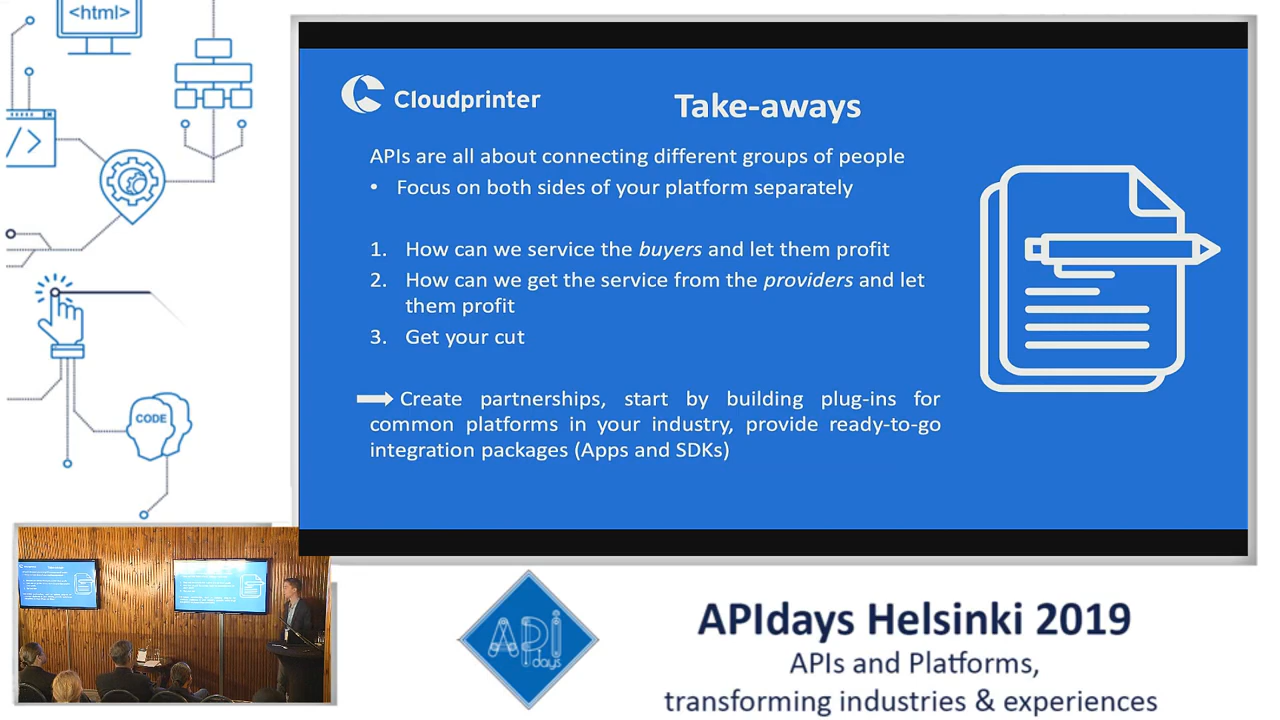 <html>
Cloudprinter
Take-aways
APIs are all about connecting different groups of people
• Focus on both sides of your platform separately
1. How can we service the buyers and let them profit
2. How can we get the service from the providers and let
them profit
3. Get your cut
Create partnerships, start by building plug-ins for
common platforms in your industry, provide ready-to-go
integration packages (Apps and SDKs)
</>
CODE
API
days
APIdays Helsinki 2019
APIs and Platforms,
transforming industries & experiences